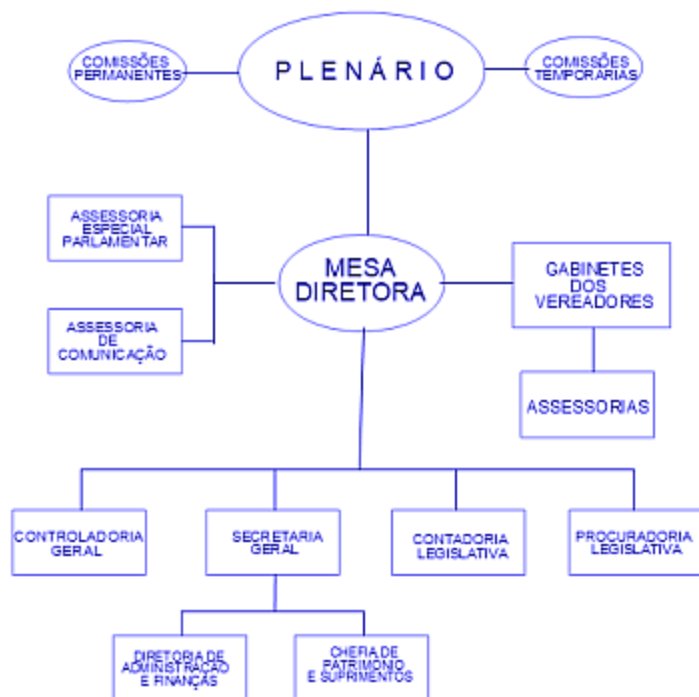 COMISSÕES
PERMANENTES
PLENÁRIO
COMISSÕES
TEMPORÁRIAS
ASSESSORIA
ESPECIAL
PARLAMENTAR
MESA
DIRETORA
GABINETES
DOS
VEREADORES
ASSESSORIA
DE
COMUNICAÇÃO
ASSESSORIAS
CONTROLADORIA
GERAL
SECRETARIA
GERAL
CONTADORIA
LEGISLATIVA
PROCURADORIA
LEGISLATIVA
DIRETORIA DE
ADMINISTRAÇÃO
E FINANÇAS
CHEFIA DE
PATRIMÔNIO
E SUPRIMENTOS